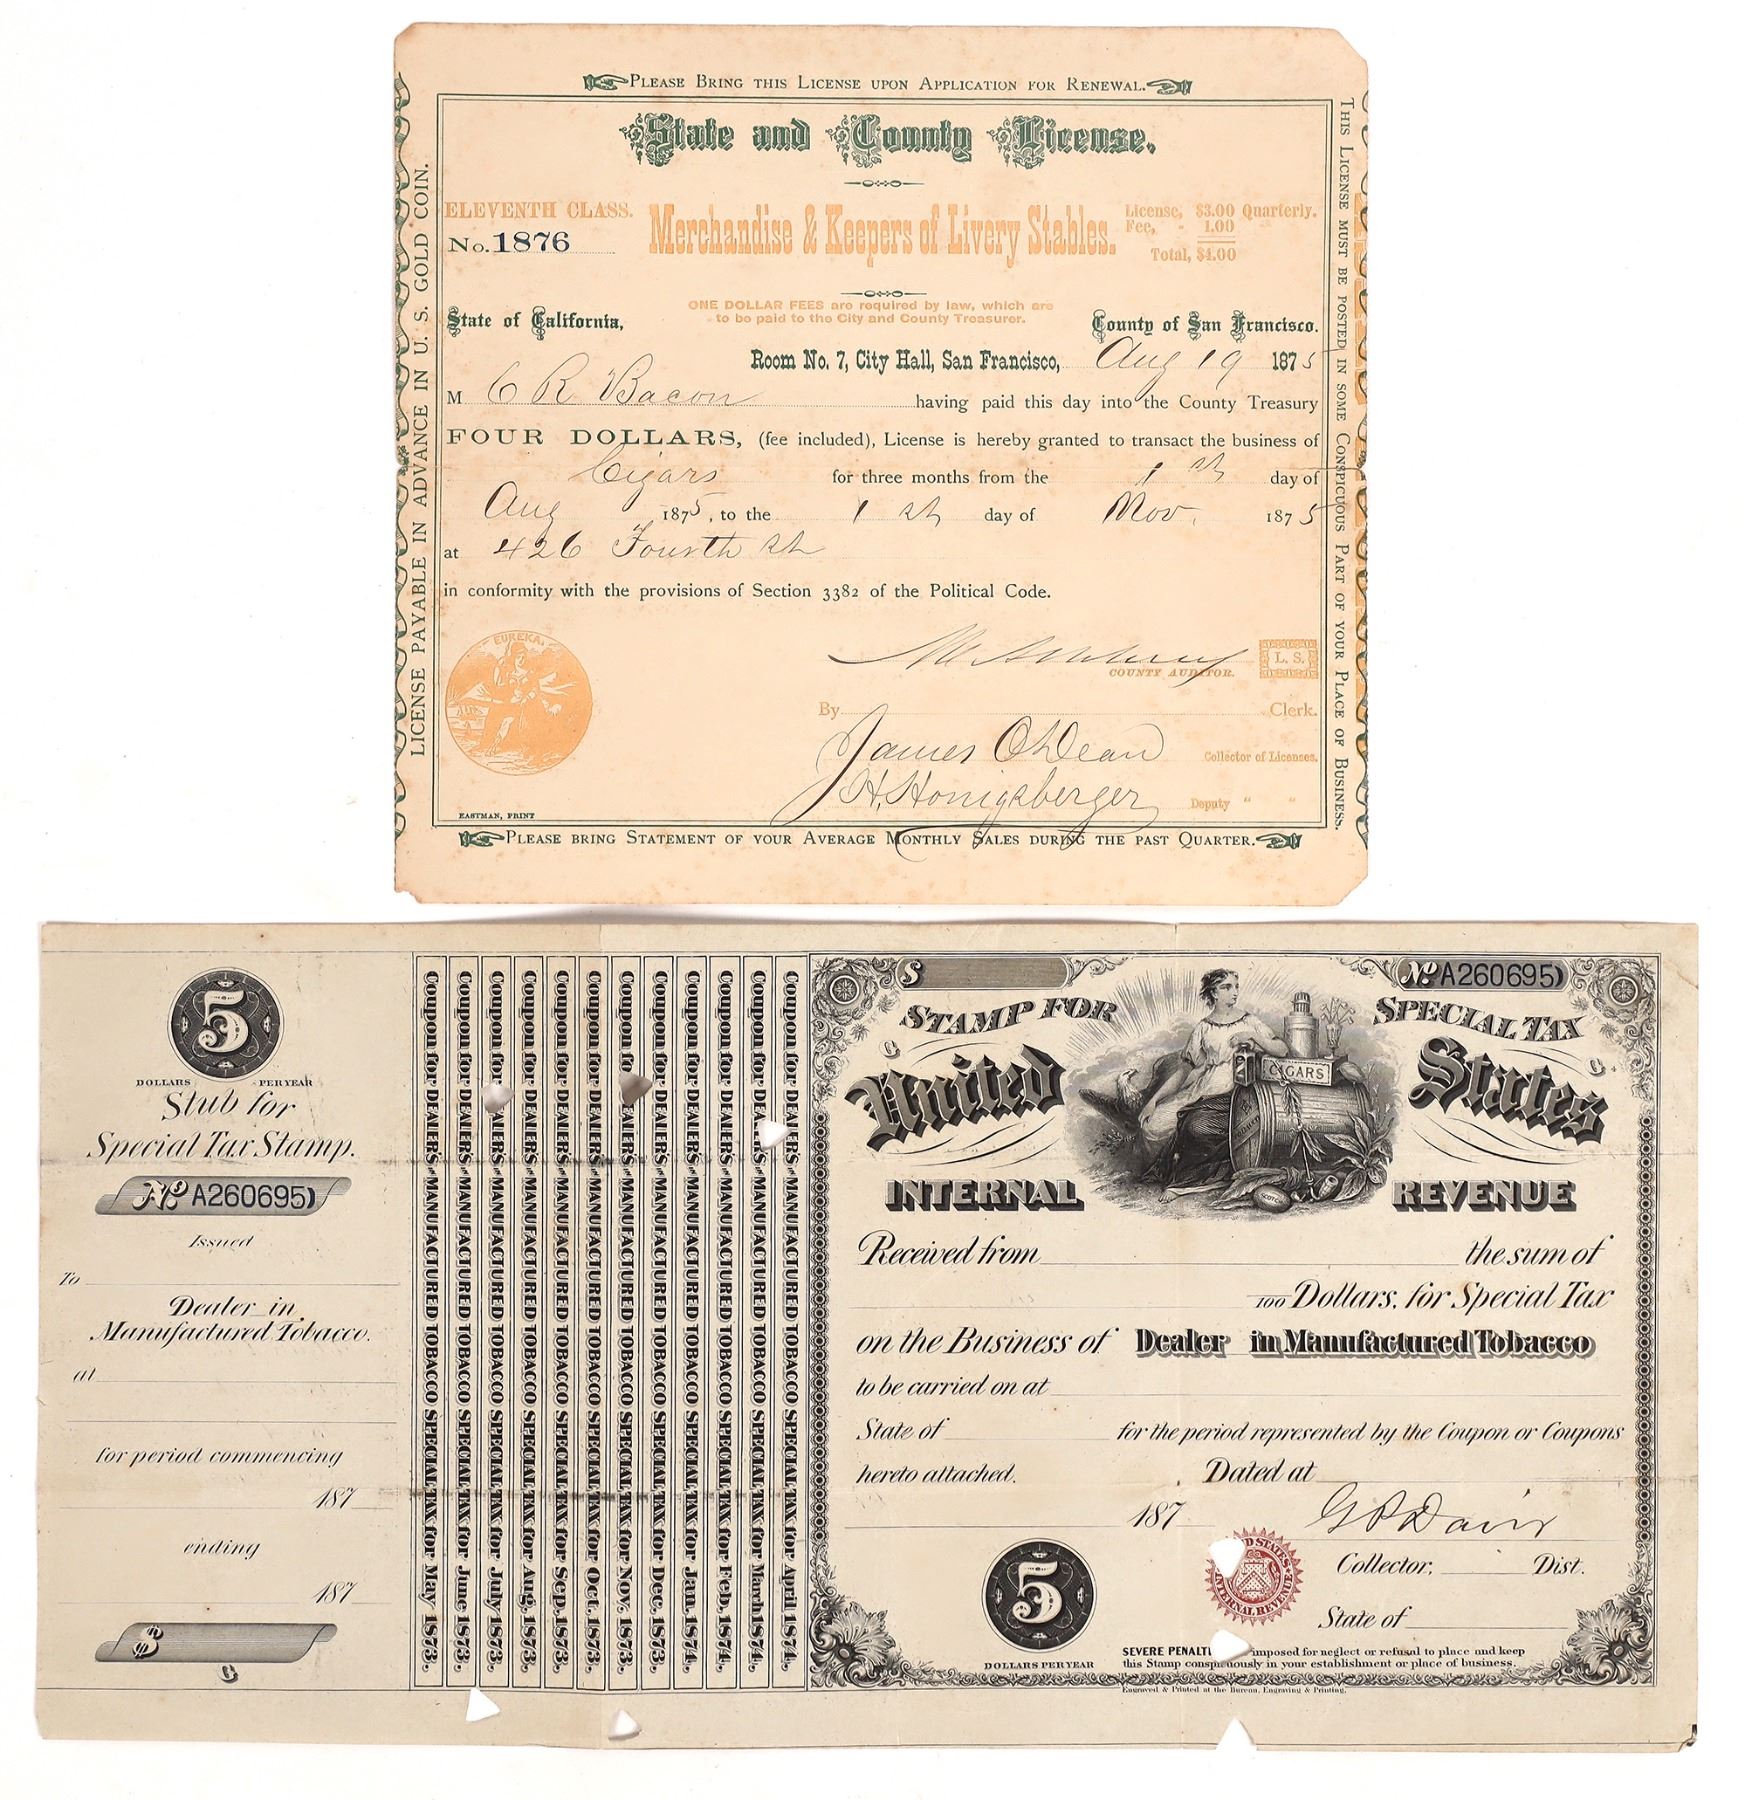 PLEASE BRING THIS LICENSE UPON APPLICATION FOR RENEWAL.
State and County License.
ELEVENTH CLASS.
No. 1876
Merchandise & Keepers of Livery Stables.
License, $3.00 Quarterly.
Fee, - 1.00
Total, $4.00
ONE DOLLAR FEES are required by law, which are
to be paid to the City and County Treasurer.
State of California,
County of San Francisco.
Room No. 7, City Hall, San Francisco, Aug 19 1875
M C R Bacon having paid this day into the County Treasury
FOUR DOLLARS, (fee included), License is hereby granted to transact the business of
Cigars for three months from the 1st day of
Aug 1875, to the 1st day of Nov. 1875
at 426 Fourth St
in conformity with the provisions of Section 3382 of the Political Code.
EUREKA.
COUNTY AUDITOR.
L. S.
By Clerk.
James O'Dean Collector of Licenses.
H. Honigsberger Deputy " "
EASTMAN, PRINT
PLEASE BRING STATEMENT OF YOUR AVERAGE MONTHLY SALES DURING THE PAST QUARTER.
LICENSE PAYABLE IN ADVANCE IN U. S. GOLD COIN.
THIS LICENSE MUST BE POSTED IN SOME CONSPICUOUS PART OF YOUR PLACE OF BUSINESS.
5
DOLLARS PER YEAR
Stub for
Special Tax Stamp.
No. A260695
Issued
To
Dealer in
Manufactured Tobacco.
at
for period commencing
187
ending
187
$
Coupon for DEALERS IN MANUFACTURED TOBACCO SPECIAL TAX for May 1873.
Coupon for DEALERS IN MANUFACTURED TOBACCO SPECIAL TAX for June 1873.
Coupon for DEALERS IN MANUFACTURED TOBACCO SPECIAL TAX for July 1873.
Coupon for DEALERS IN MANUFACTURED TOBACCO SPECIAL TAX for Aug. 1873.
Coupon for DEALERS IN MANUFACTURED TOBACCO SPECIAL TAX for Sep. 1873.
Coupon for DEALERS IN MANUFACTURED TOBACCO SPECIAL TAX for Oct. 1873.
Coupon for DEALERS IN MANUFACTURED TOBACCO SPECIAL TAX for Nov. 1873.
Coupon for DEALERS IN MANUFACTURED TOBACCO SPECIAL TAX for Dec. 1873.
Coupon for DEALERS IN MANUFACTURED TOBACCO SPECIAL TAX for Jan. 1874.
Coupon for DEALERS IN MANUFACTURED TOBACCO SPECIAL TAX for Feb. 1874.
Coupon for DEALERS IN MANUFACTURED TOBACCO SPECIAL TAX for March 1874.
Coupon for DEALERS IN MANUFACTURED TOBACCO SPECIAL TAX for April 1874.
$
No. A260695
STAMP FOR SPECIAL TAX
United States
CIGARS
SCOTCH
INTERNAL REVENUE
Received from the sum of
/100 Dollars, for Special Tax
on the Business of Dealer in Manufactured Tobacco
to be carried on at
State of for the period represented by the Coupon or Coupons
hereto attached. Dated at
187
G P Davis
Collector, Dist.
State of
5
DOLLARS PER YEAR
SEVERE PENALTI imposed for neglect or refusal to place and keep
this Stamp conspicuously in your establishment or place of business.
Engraved & Printed at the Bureau, Engraving & Printing.